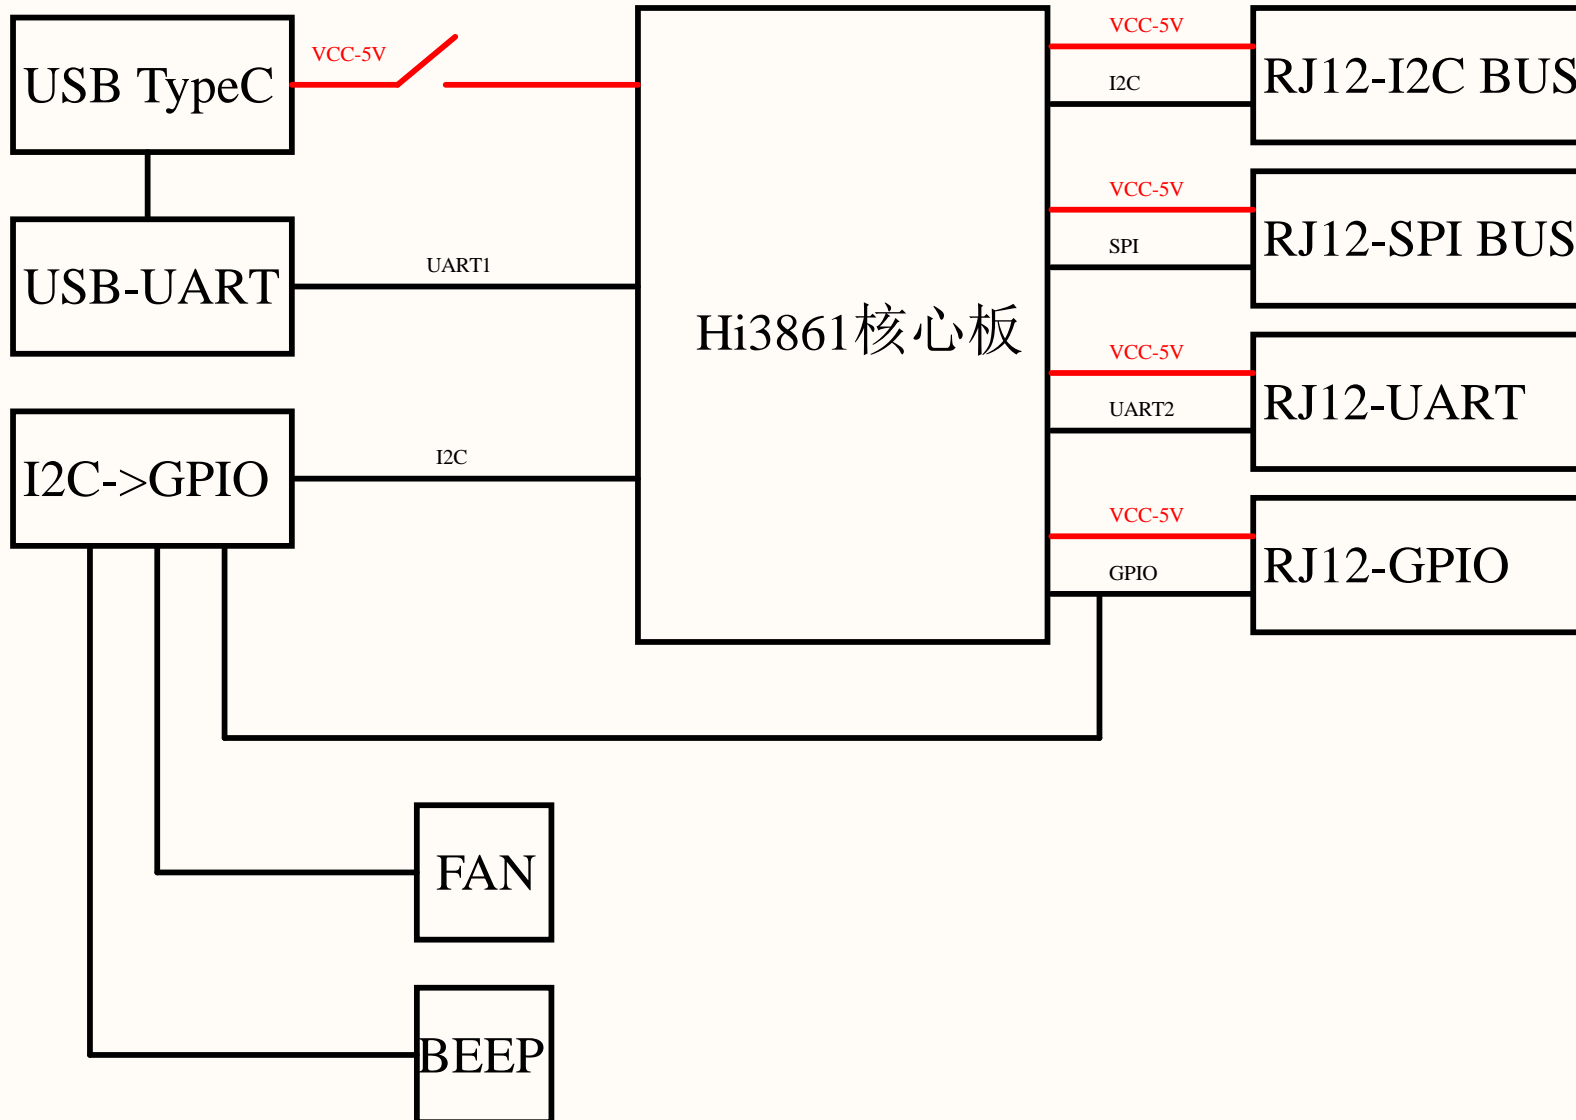 VCC-5V
USB TypeC
VCC-5V
RJ12-I2C BUS
I2C
VCC-5V
RJ12-SPI BUS
SPI
USB-UART
UART1
Hi3861核心板
VCC-5V
RJ12-UART
UART2
I2C->GPIO
I2C
VCC-5V
RJ12-GPIO
GPIO
FAN
BEEP